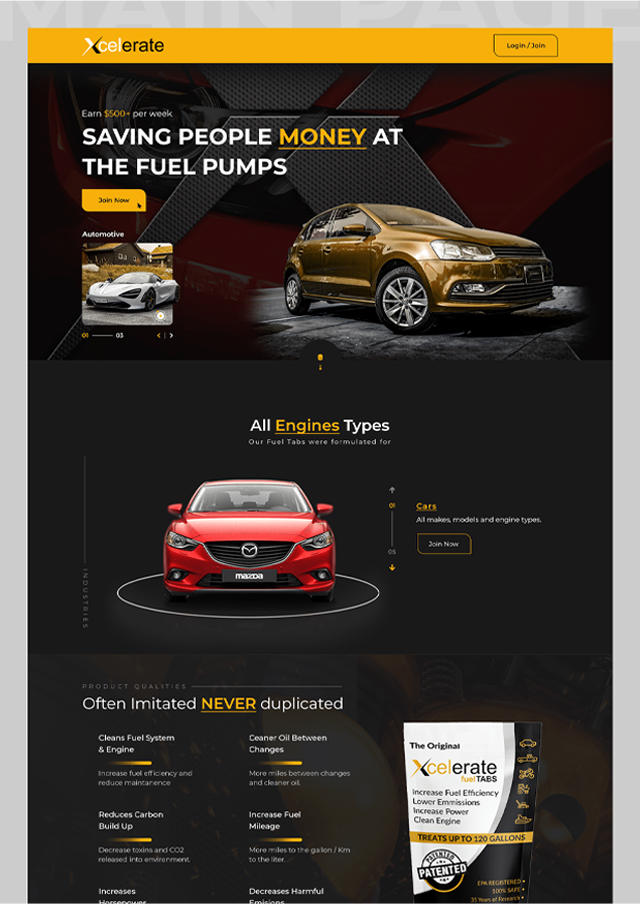 MAIN PAGE
Xcelerate
Login / Join
Earn $500+ per week
SAVING PEOPLE MONEY AT
THE FUEL PUMPS
Join Now
Automotive
01 03
All Engines Types
Our Fuel Tabs were formulated for
INDUSTRIES
mazda
01
Cars
All makes, models and engine types.
Join Now
05
PRODUCT QUALITIES
Often Imitated NEVER duplicated
Cleans Fuel System
& Engine
Increase fuel efficiency and
reduce maintanence
Ceaner Oil Between
Changes
More miles between changes
and cleaner oil.
Reduces Carbon
Build Up
Decrease toxins and CO2
released into environment.
Increase Fuel
Mileage
More miles to the gallon / Km
to the liter.
Increases
Horsepower
Decreases Harmful
Emisions
The Original
Xcelerate
fuelTABS
Increase Fuel Efficiency
Lower Emmissions
Increase Power
Clean Engine
TREATS UP TO 120 GALLONS
PATENTED
PATENTED
EPA REGISTERED
100% SAFE
35 Years of Research